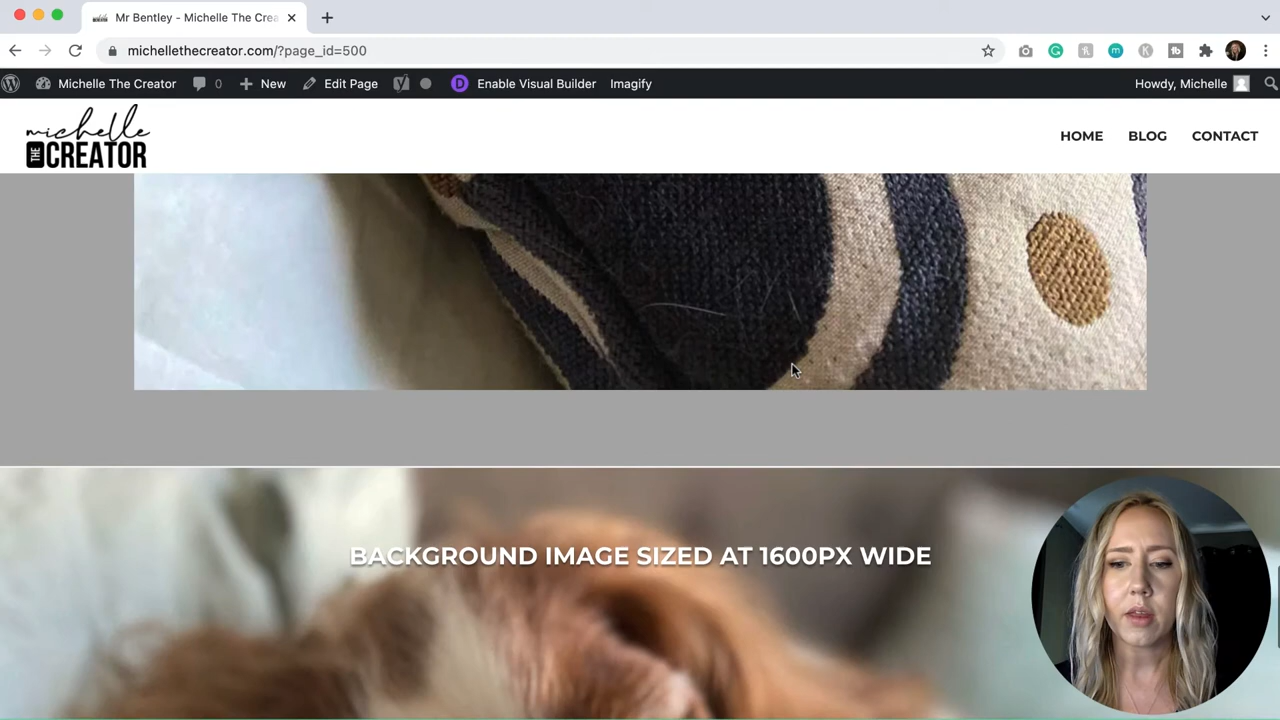 Mr Bentley - Michelle The Crea
michellethecreator.com/?page_id=500
Michelle The Creator 0 New Edit Page Enable Visual Builder Imagify Howdy, Michelle
michelle
THE CREATOR
HOME BLOG CONTACT
BACKGROUND IMAGE SIZED AT 1600PX WIDE